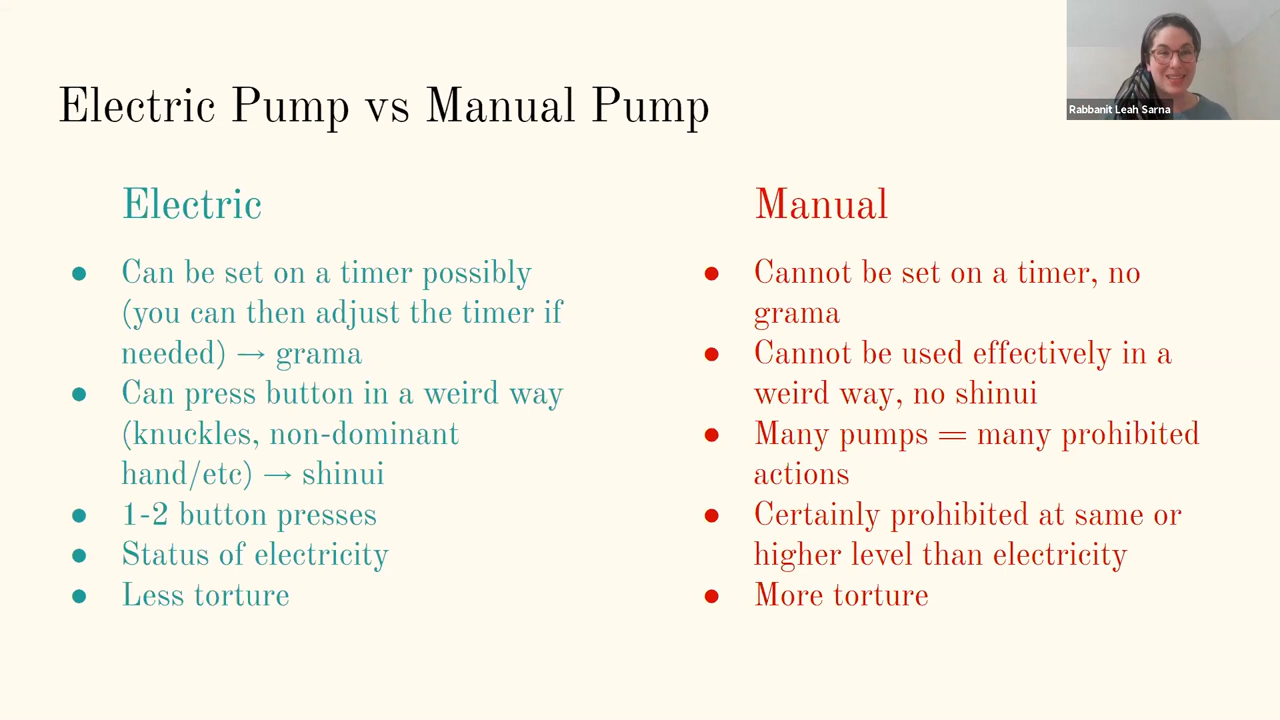 Rabbanit Leah Sarna
Electric Pump vs Manual Pump
Electric
● Can be set on a timer possibly
(you can then adjust the timer if
needed) → grama
● Can press button in a weird way
(knuckles, non-dominant
hand/etc) → shinui
● 1-2 button presses
● Status of electricity
● Less torture
Manual
● Cannot be set on a timer, no
grama
● Cannot be used effectively in a
weird way, no shinui
● Many pumps = many prohibited
actions
● Certainly prohibited at same or
higher level than electricity
● More torture